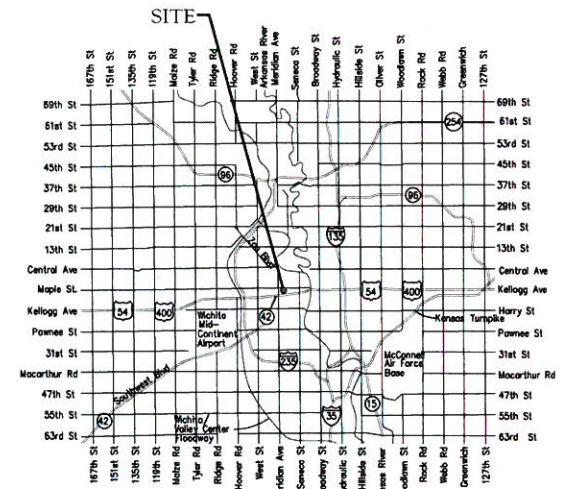 SITE
167th St
151st St
135th St
119th St
Maize Rd
Tyler Rd
Ridge Rd
Hoover Rd
West St
Arkansas River
Meridian Ave
Seneca St
Broadway St
Hydraulic St
Hillside St
Oliver St
Woodlawn St
Rock Rd
Webb Rd
Greenwich
127th St
69th St
61st St
53rd St
45th St
37th St
29th St
21st St
13th St
Central Ave
Maple St
Kellogg Ave
Pawnee St
31st St
Macarthur Rd
47th St
55th St
63rd St
69th St
61st St
53rd St
45th St
37th St
29th St
21st St
13th St
Central Ave
Kellogg Ave
Harry St
Pawnee St
31st St
Macarthur Rd
47th St
55th St
63rd St
254
96
96
135
Zoo Blvd
54
400
54
400
42
Wichita
Mid-
Continent
Airport
Kansas Turnpike
235
McConnell
Air Force
Base
Southwest Blvd
15
35
42
Wichita/
Valley Center
Floodway
167th St
151st St
135th St
119th St
Maize Rd
Tyler Rd
Ridge Rd
Hoover Rd
West St
ridian Ave
Seneca St
oadway St
draulic St
Hillside St
sas River
odlawn St
Rock Rd
Webb Rd
Greenwich
127th St